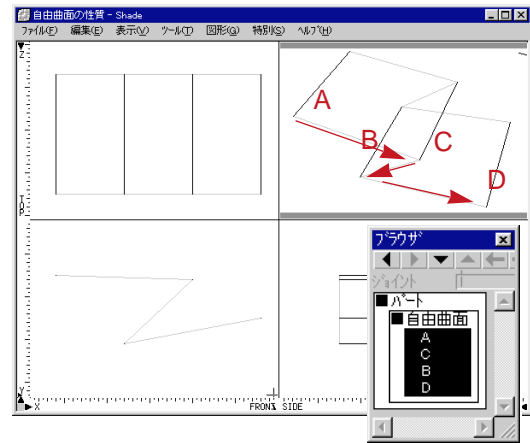 自由曲面の性質 - Shade
ファイル(F) 編集(E) 表示(V) ツール(T) 図形(G) 特別(S) ヘルプ(H)
Z
A
B
C
D
TOP
ブラウザ
ジョイント
パート
自由曲面
A
C
B
D
Y
X
FRONT SIDE